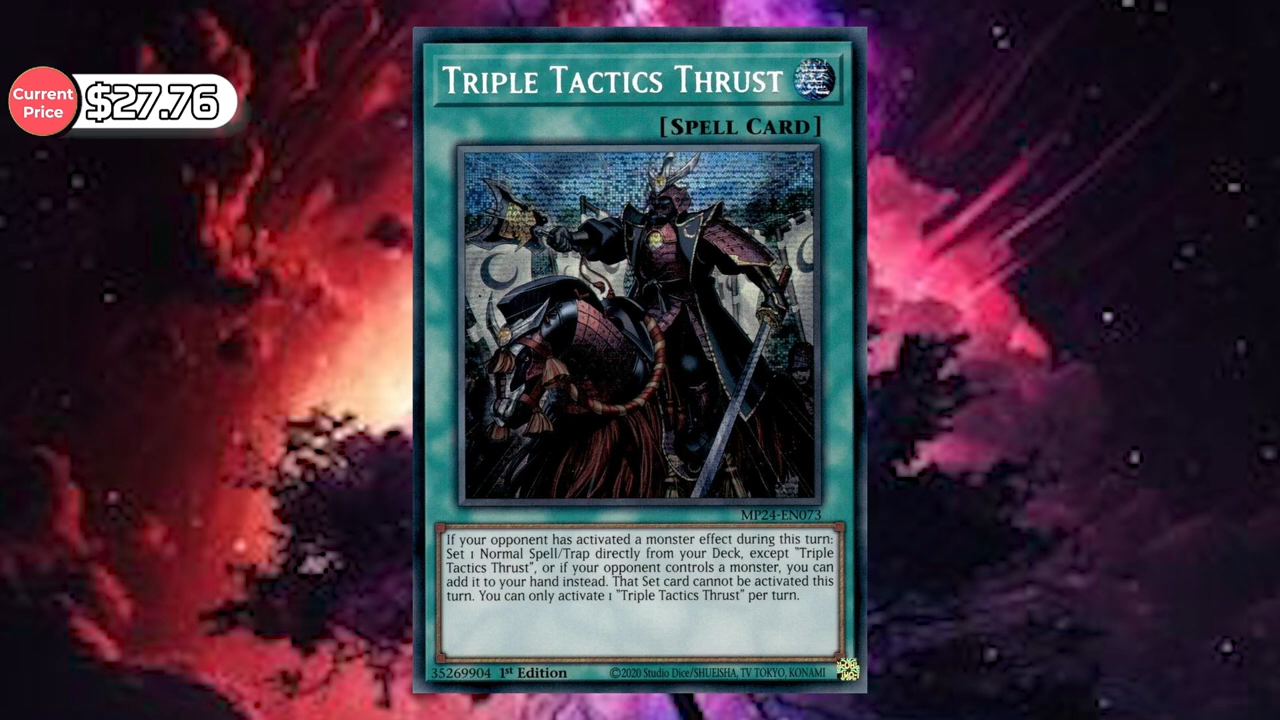 Current
Price
$27.76
TRIPLE TACTICS THRUST
[SPELL CARD]
MP24-EN073
If your opponent has activated a monster effect during this turn:
Set 1 Normal Spell/Trap directly from your Deck, except "Triple
Tactics Thrust", or if your opponent controls a monster, you can
add it to your hand instead. That Set card cannot be activated this
turn. You can only activate 1 "Triple Tactics Thrust" per turn.
35269904 1st Edition ©2020 Studio Dice/SHUEISHA, TV TOKYO, KONAMI